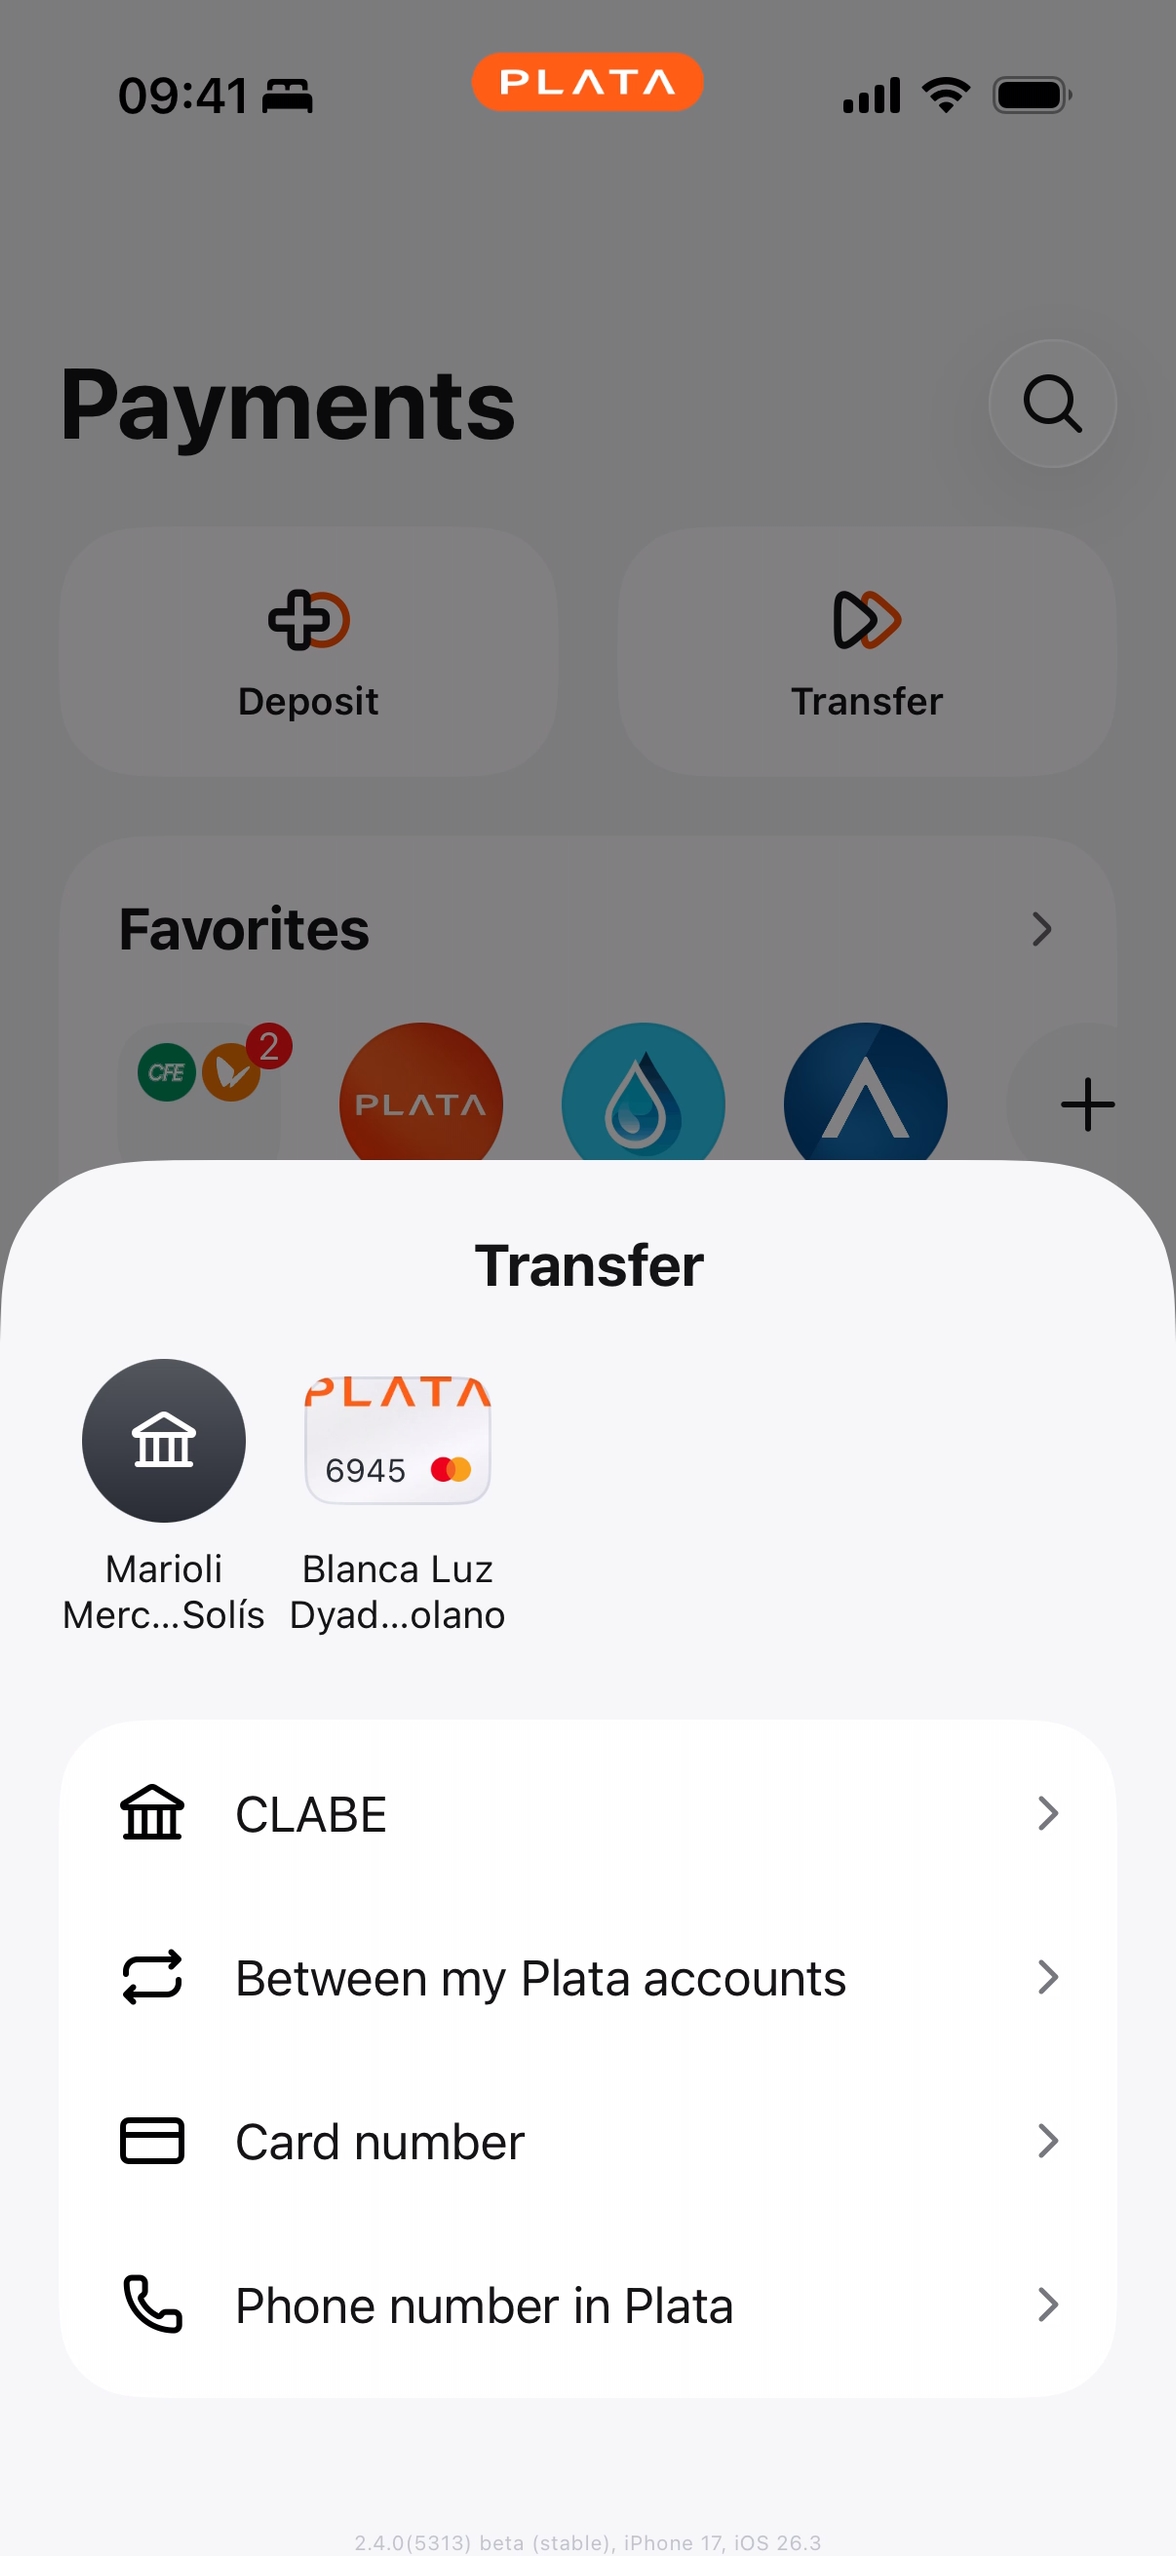 09:41
PLATA
Payments
Deposit
Transfer
Favorites
CFE
2
PLATA
Transfer
PLATA
6945
Marioli
Merc...Solís
Blanca Luz
Dyad...olano
CLABE
Between my Plata accounts
Card number
Phone number in Plata
2.4.0(5313) beta (stable), iPhone 17, iOS 26.3